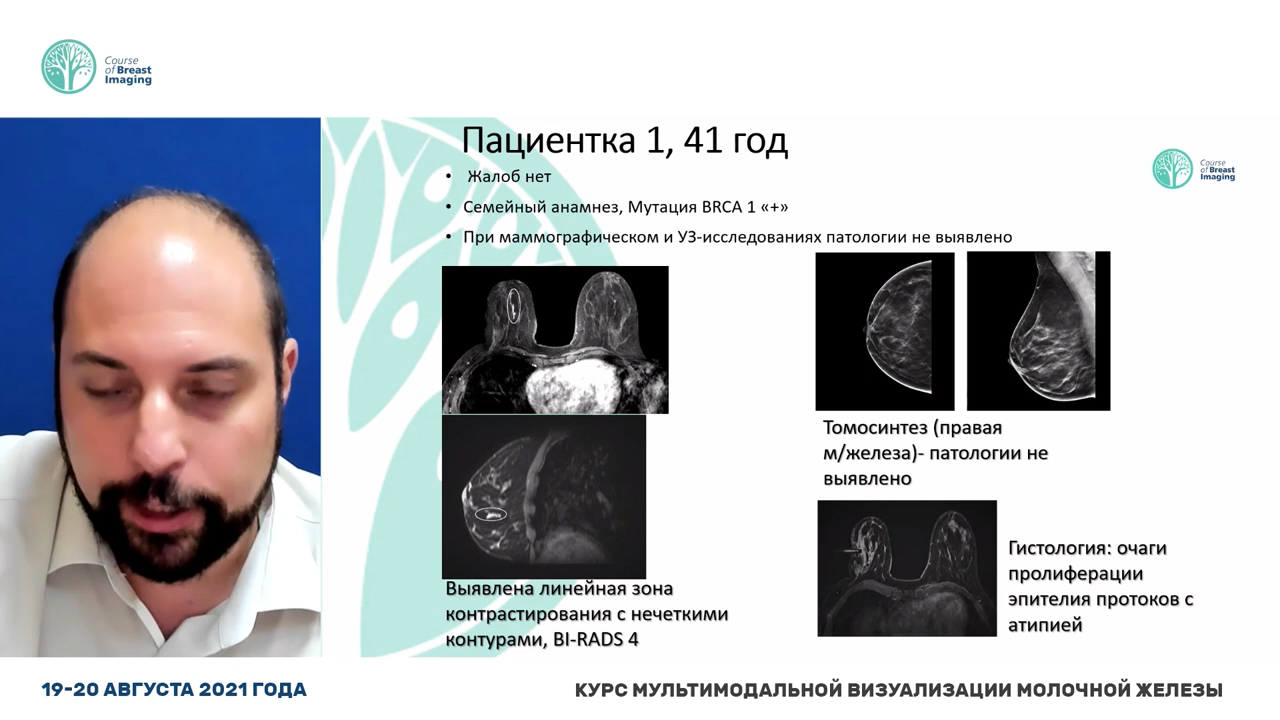 Course
of Breast
Imaging
Пациентка 1, 41 год
Course
of Breast
Imaging
• Жалоб нет
• Семейный анамнез, Мутация BRCA 1 «+»
• При маммографическом и УЗ-исследованиях патологии не выявлено
Томосинтез (правая
м/железа)- патологии не
выявлено
Выявлена линейная зона
контрастирования с нечеткими
контурами, BI-RADS 4
Гистология: очаги
пролиферации
эпителия протоков с
атипией
19-20 АВГУСТА 2021 ГОДА
КУРС МУЛЬТИМОДАЛЬНОЙ ВИЗУАЛИЗАЦИИ МОЛОЧНОЙ ЖЕЛЕЗЫ